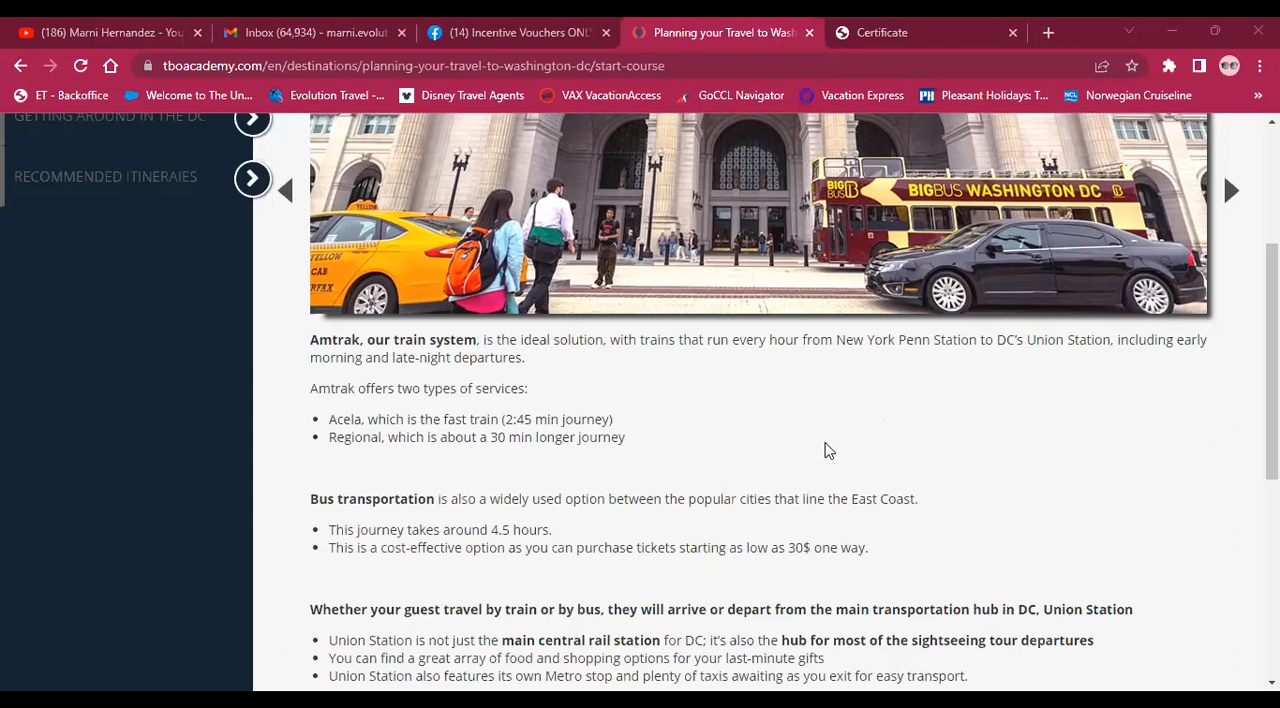 (186) Marni Hernandez - You
Inbox (64,934) - marni.evolut
(14) Incentive Vouchers ONL
Planning your Travel to Wash
Certificate
tboacademy.com/en/destinations/planning-your-travel-to-washington-dc/start-course
ET - Backoffice
Welcome to The Un...
Evolution Travel -...
Disney Travel Agents
VAX VacationAccess
GoCCL Navigator
Vacation Express
PH Pleasant Holidays: T...
NCL Norwegian Cruiseline
GETTING AROUND IN THE DC
RECOMMENDED ITINERAIES
YELLOW
YELLOW
CAB
FAIRFAX
BIGBUS
BIGBUS WASHINGTON DC
Amtrak, our train system, is the ideal solution, with trains that run every hour from New York Penn Station to DC's Union Station, including early
morning and late-night departures.
Amtrak offers two types of services:
• Acela, which is the fast train (2:45 min journey)
• Regional, which is about a 30 min longer journey
Bus transportation is also a widely used option between the popular cities that line the East Coast.
• This journey takes around 4.5 hours.
• This is a cost-effective option as you can purchase tickets starting as low as 30$ one way.
Whether your guest travel by train or by bus, they will arrive or depart from the main transportation hub in DC, Union Station
• Union Station is not just the main central rail station for DC; it's also the hub for most of the sightseeing tour departures
• You can find a great array of food and shopping options for your last-minute gifts
• Union Station also features its own Metro stop and plenty of taxis awaiting as you exit for easy transport.